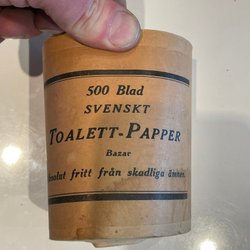 500 Blad
SVENSKT
TOALETT-PAPPER
Bazar
Absolut fritt från skadliga ämnen.